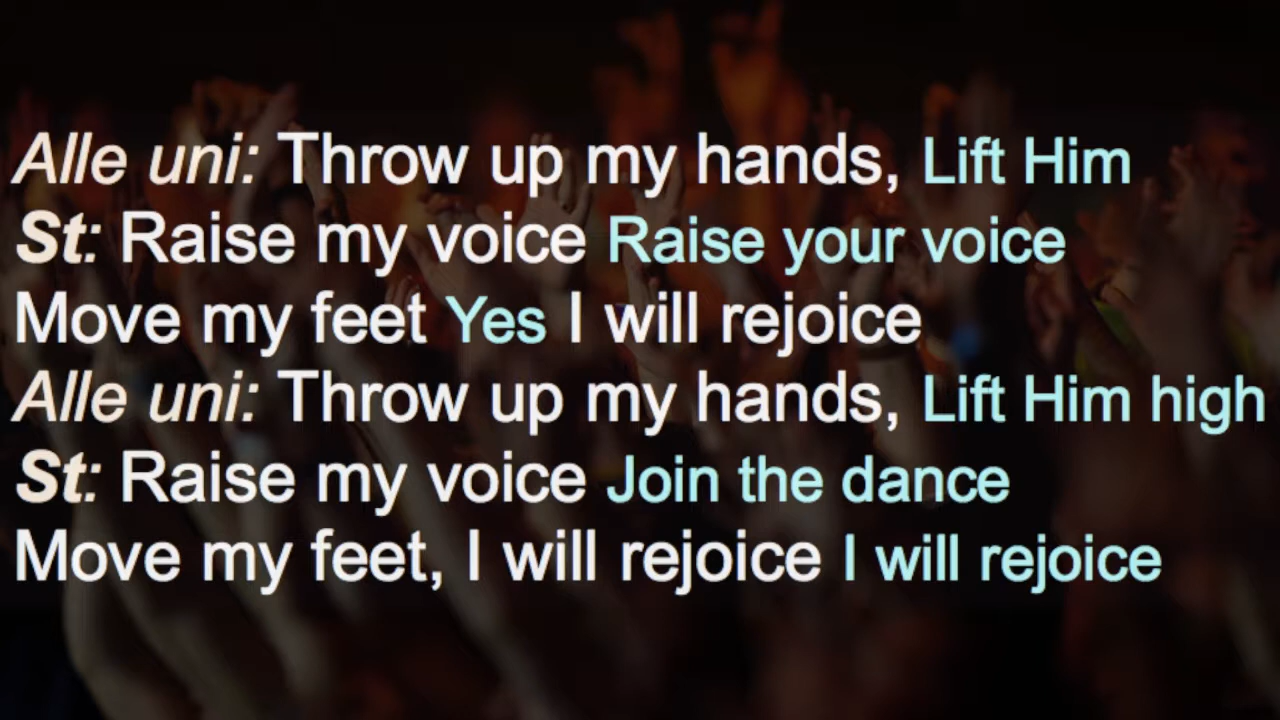 Alle uni: Throw up my hands, Lift Him
St: Raise my voice Raise your voice
Move my feet Yes I will rejoice
Alle uni: Throw up my hands, Lift Him high
St: Raise my voice Join the dance
Move my feet, I will rejoice I will rejoice